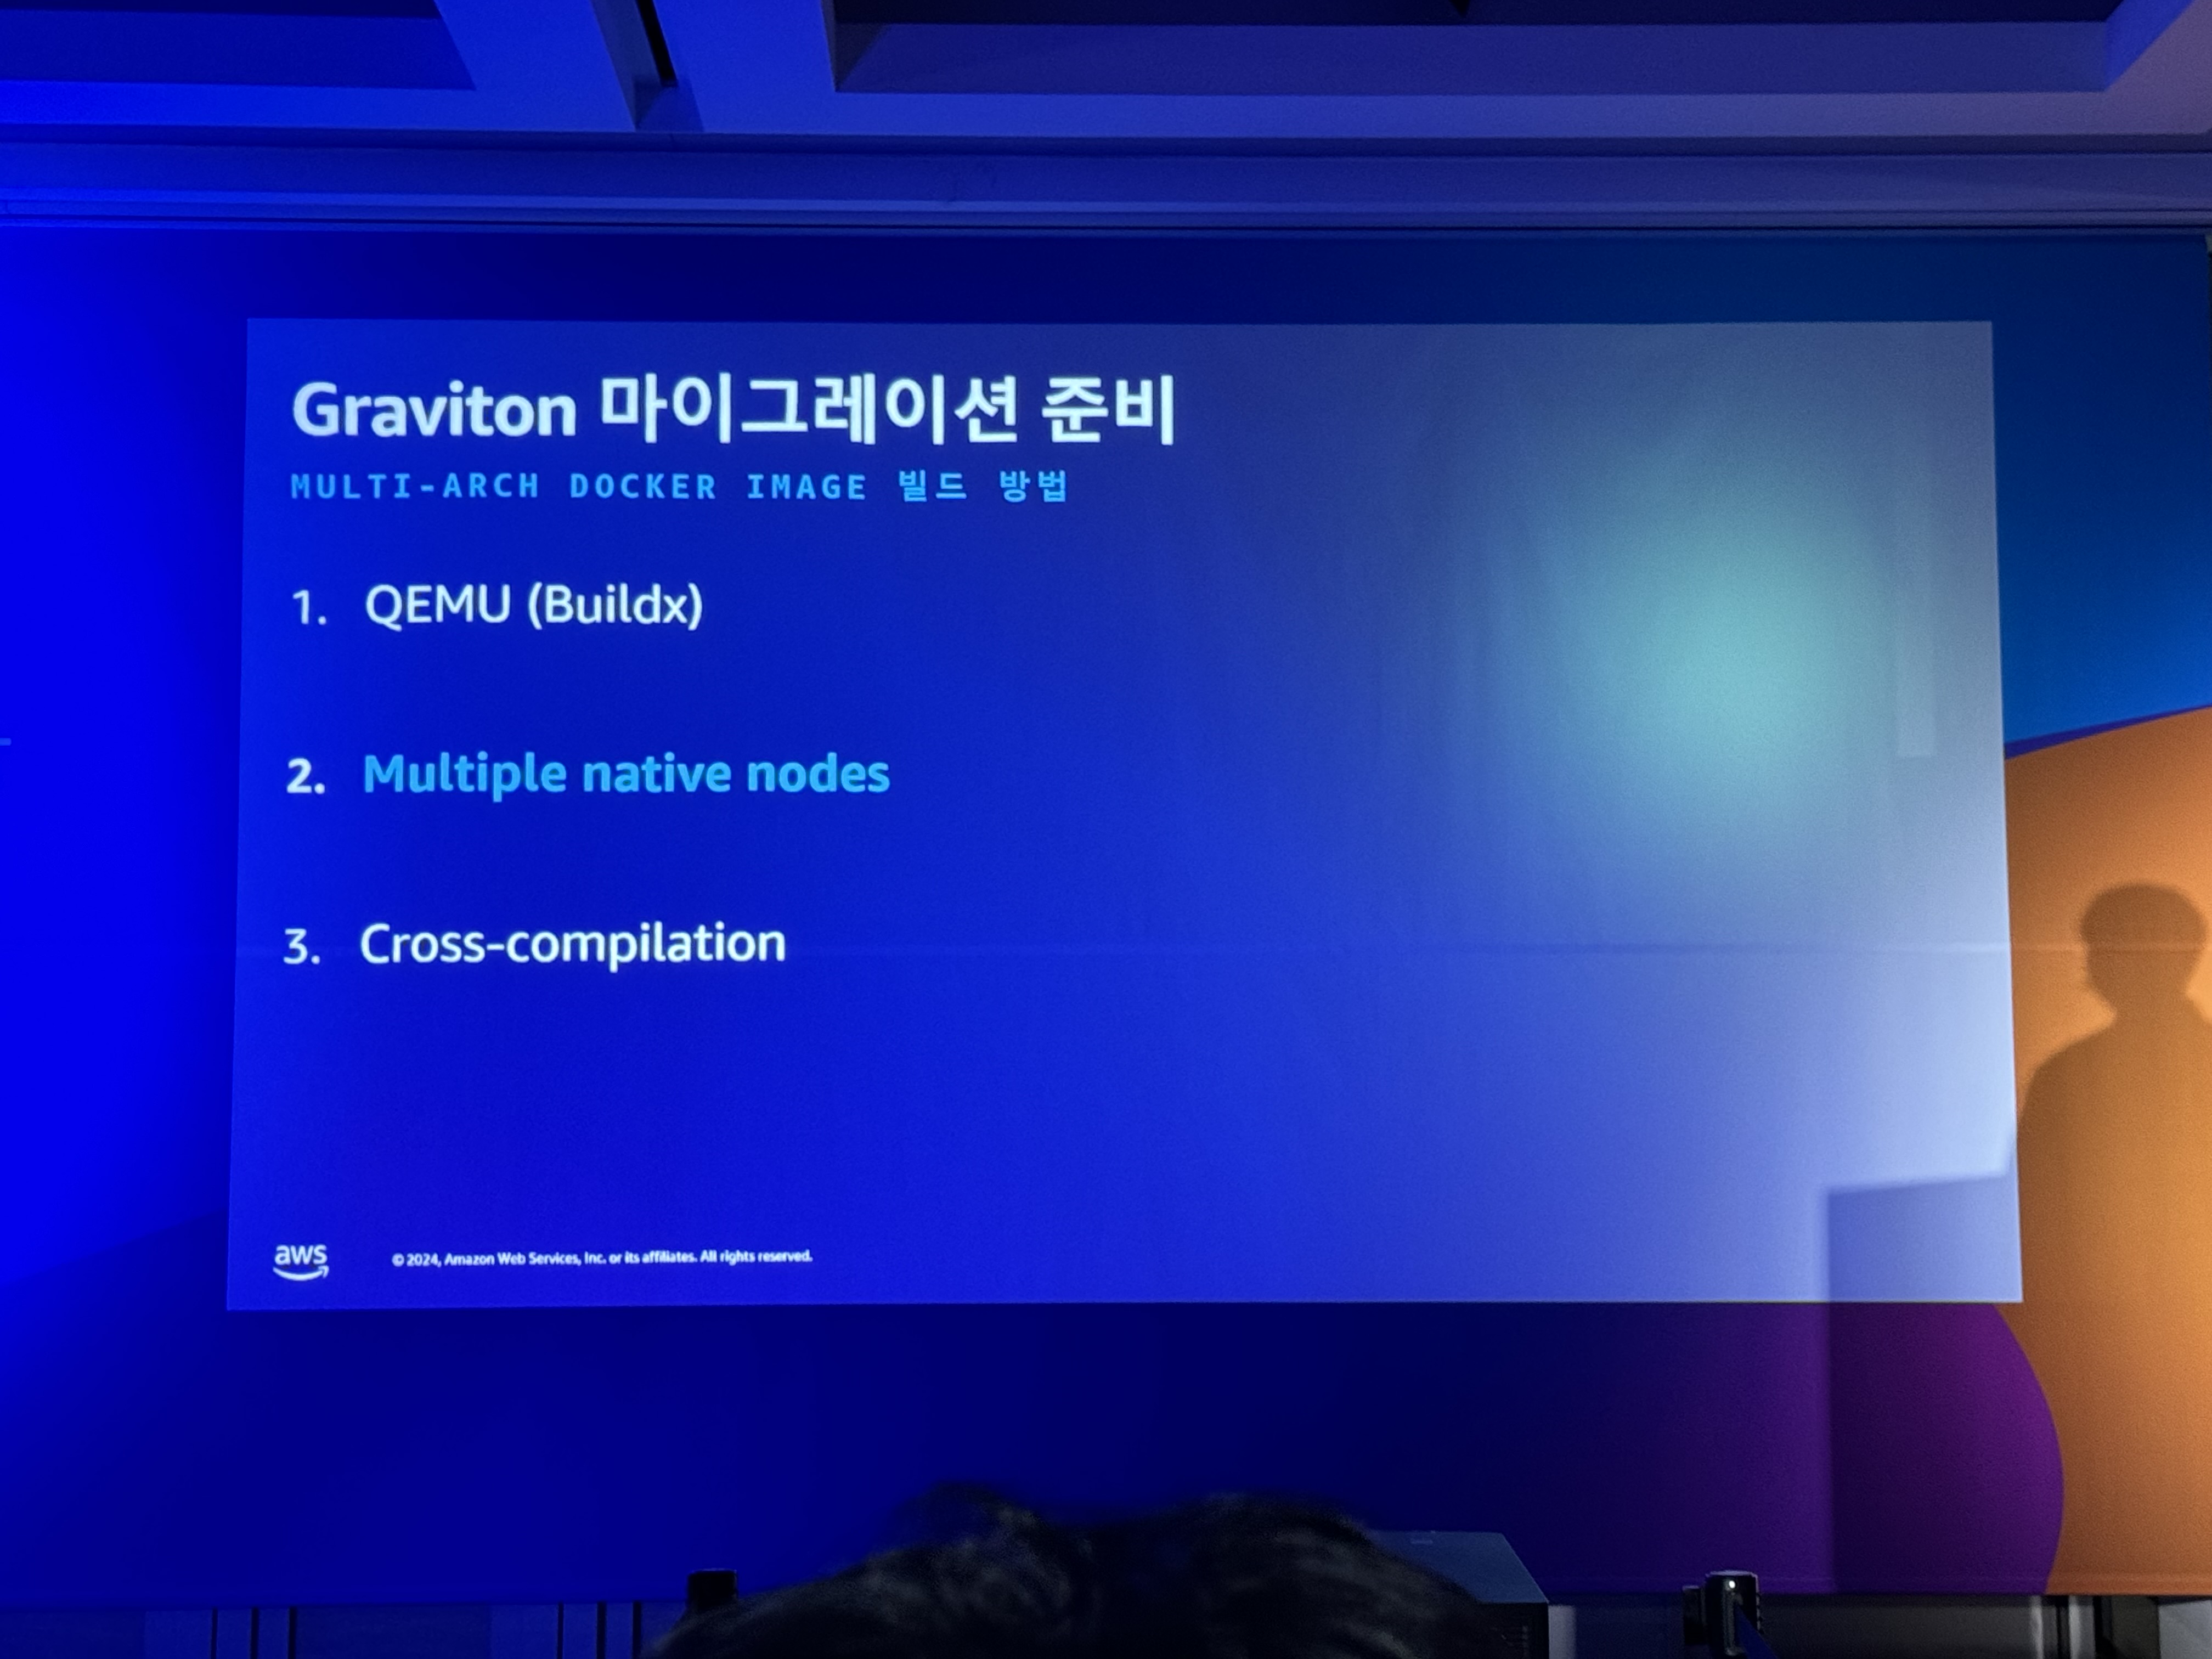 Graviton 마이그레이션 준비
MULTI-ARCH DOCKER IMAGE 빌드 방법
1. QEMU (Buildx)
2. Multiple native nodes
3. Cross-compilation
aws © 2024, Amazon Web Services, Inc. or its affiliates. All rights reserved.